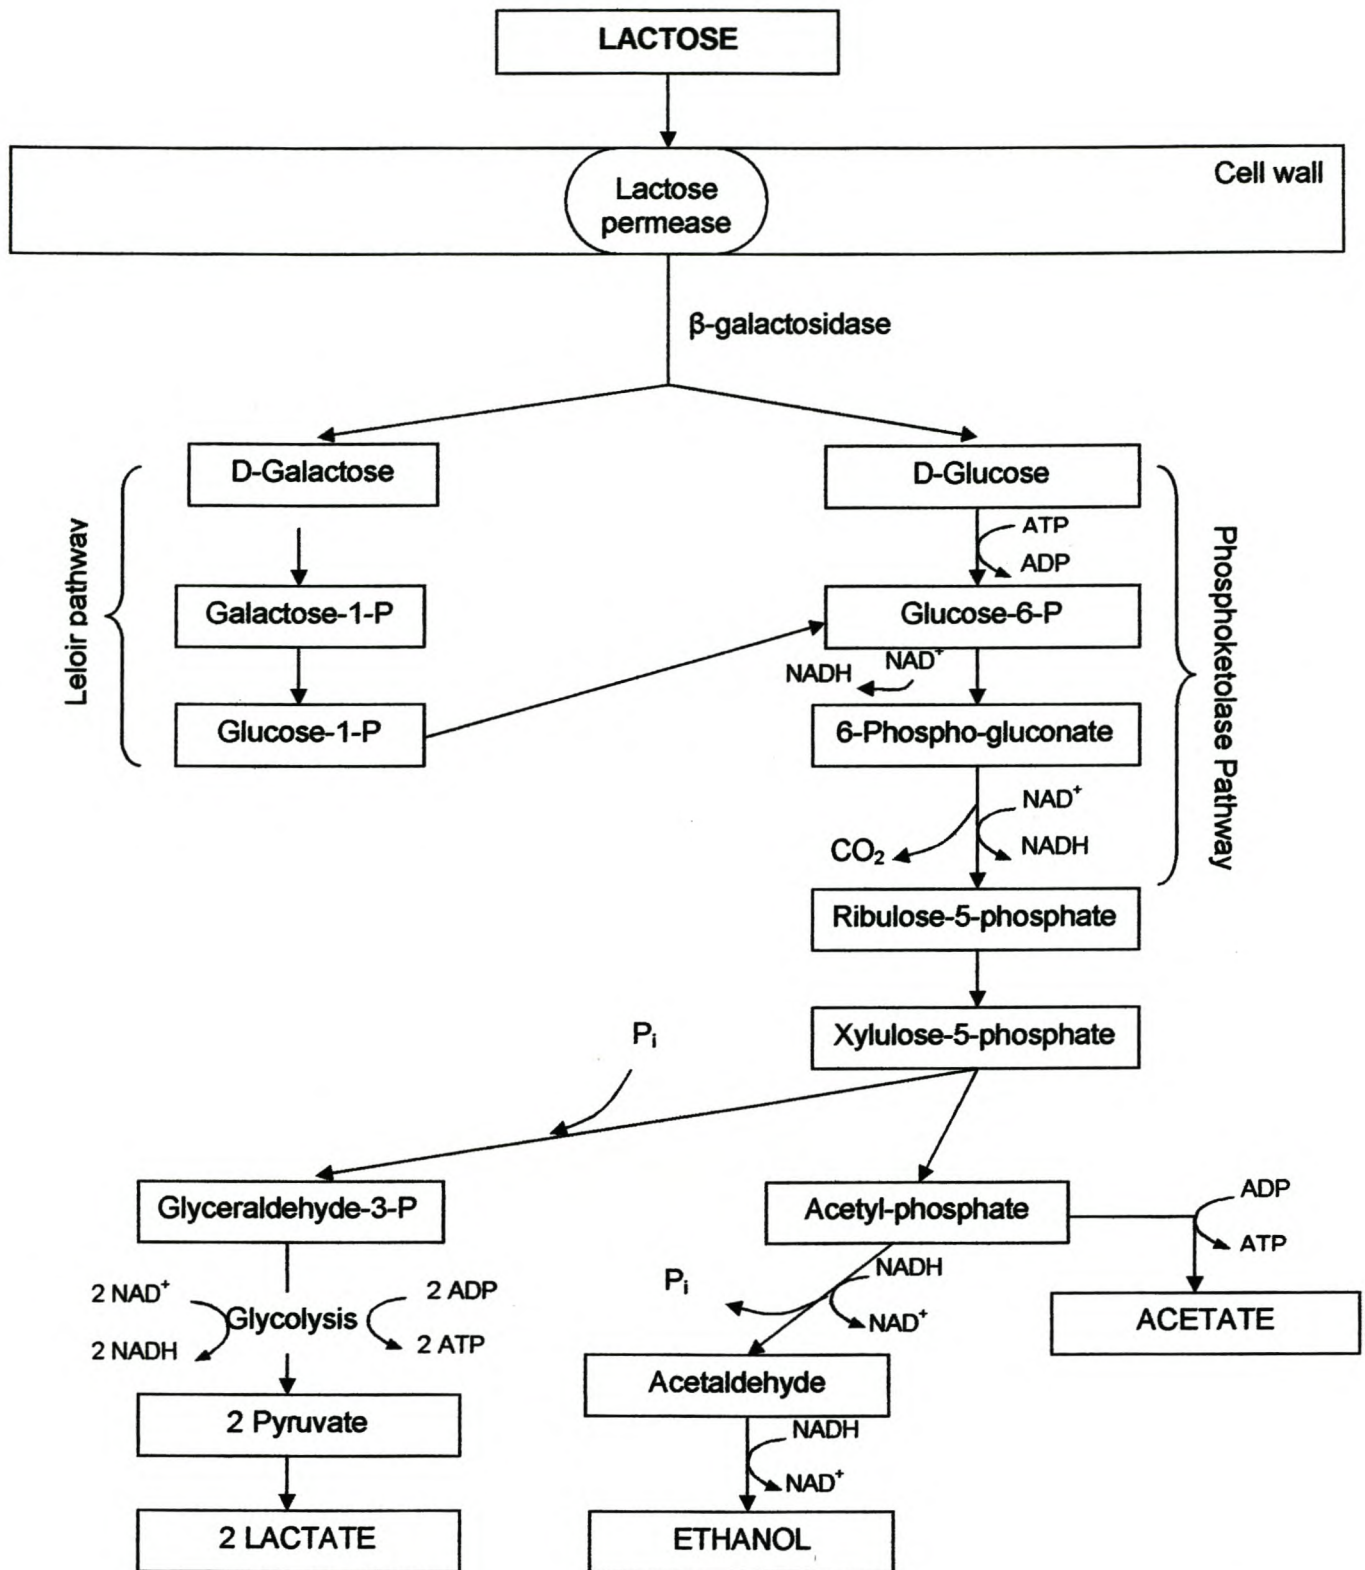 LACTOSE
Cell wall
Lactose
permease
β-galactosidase
D-Galactose
D-Glucose
ATP
ADP
Leloir pathway
Phosphoketolase Pathway
Galactose-1-P
Glucose-6-P
NAD⁺
NADH
Glucose-1-P
6-Phospho-gluconate
NAD⁺
CO₂
NADH
Ribulose-5-phosphate
Xylulose-5-phosphate
Pᵢ
Glyceraldehyde-3-P
Acetyl-phosphate
ADP
ATP
2 NAD⁺
2 ADP
Glycolysis
2 NADH
2 ATP
Pᵢ
NADH
NAD⁺
ACETATE
Acetaldehyde
2 Pyruvate
NADH
NAD⁺
2 LACTATE
ETHANOL